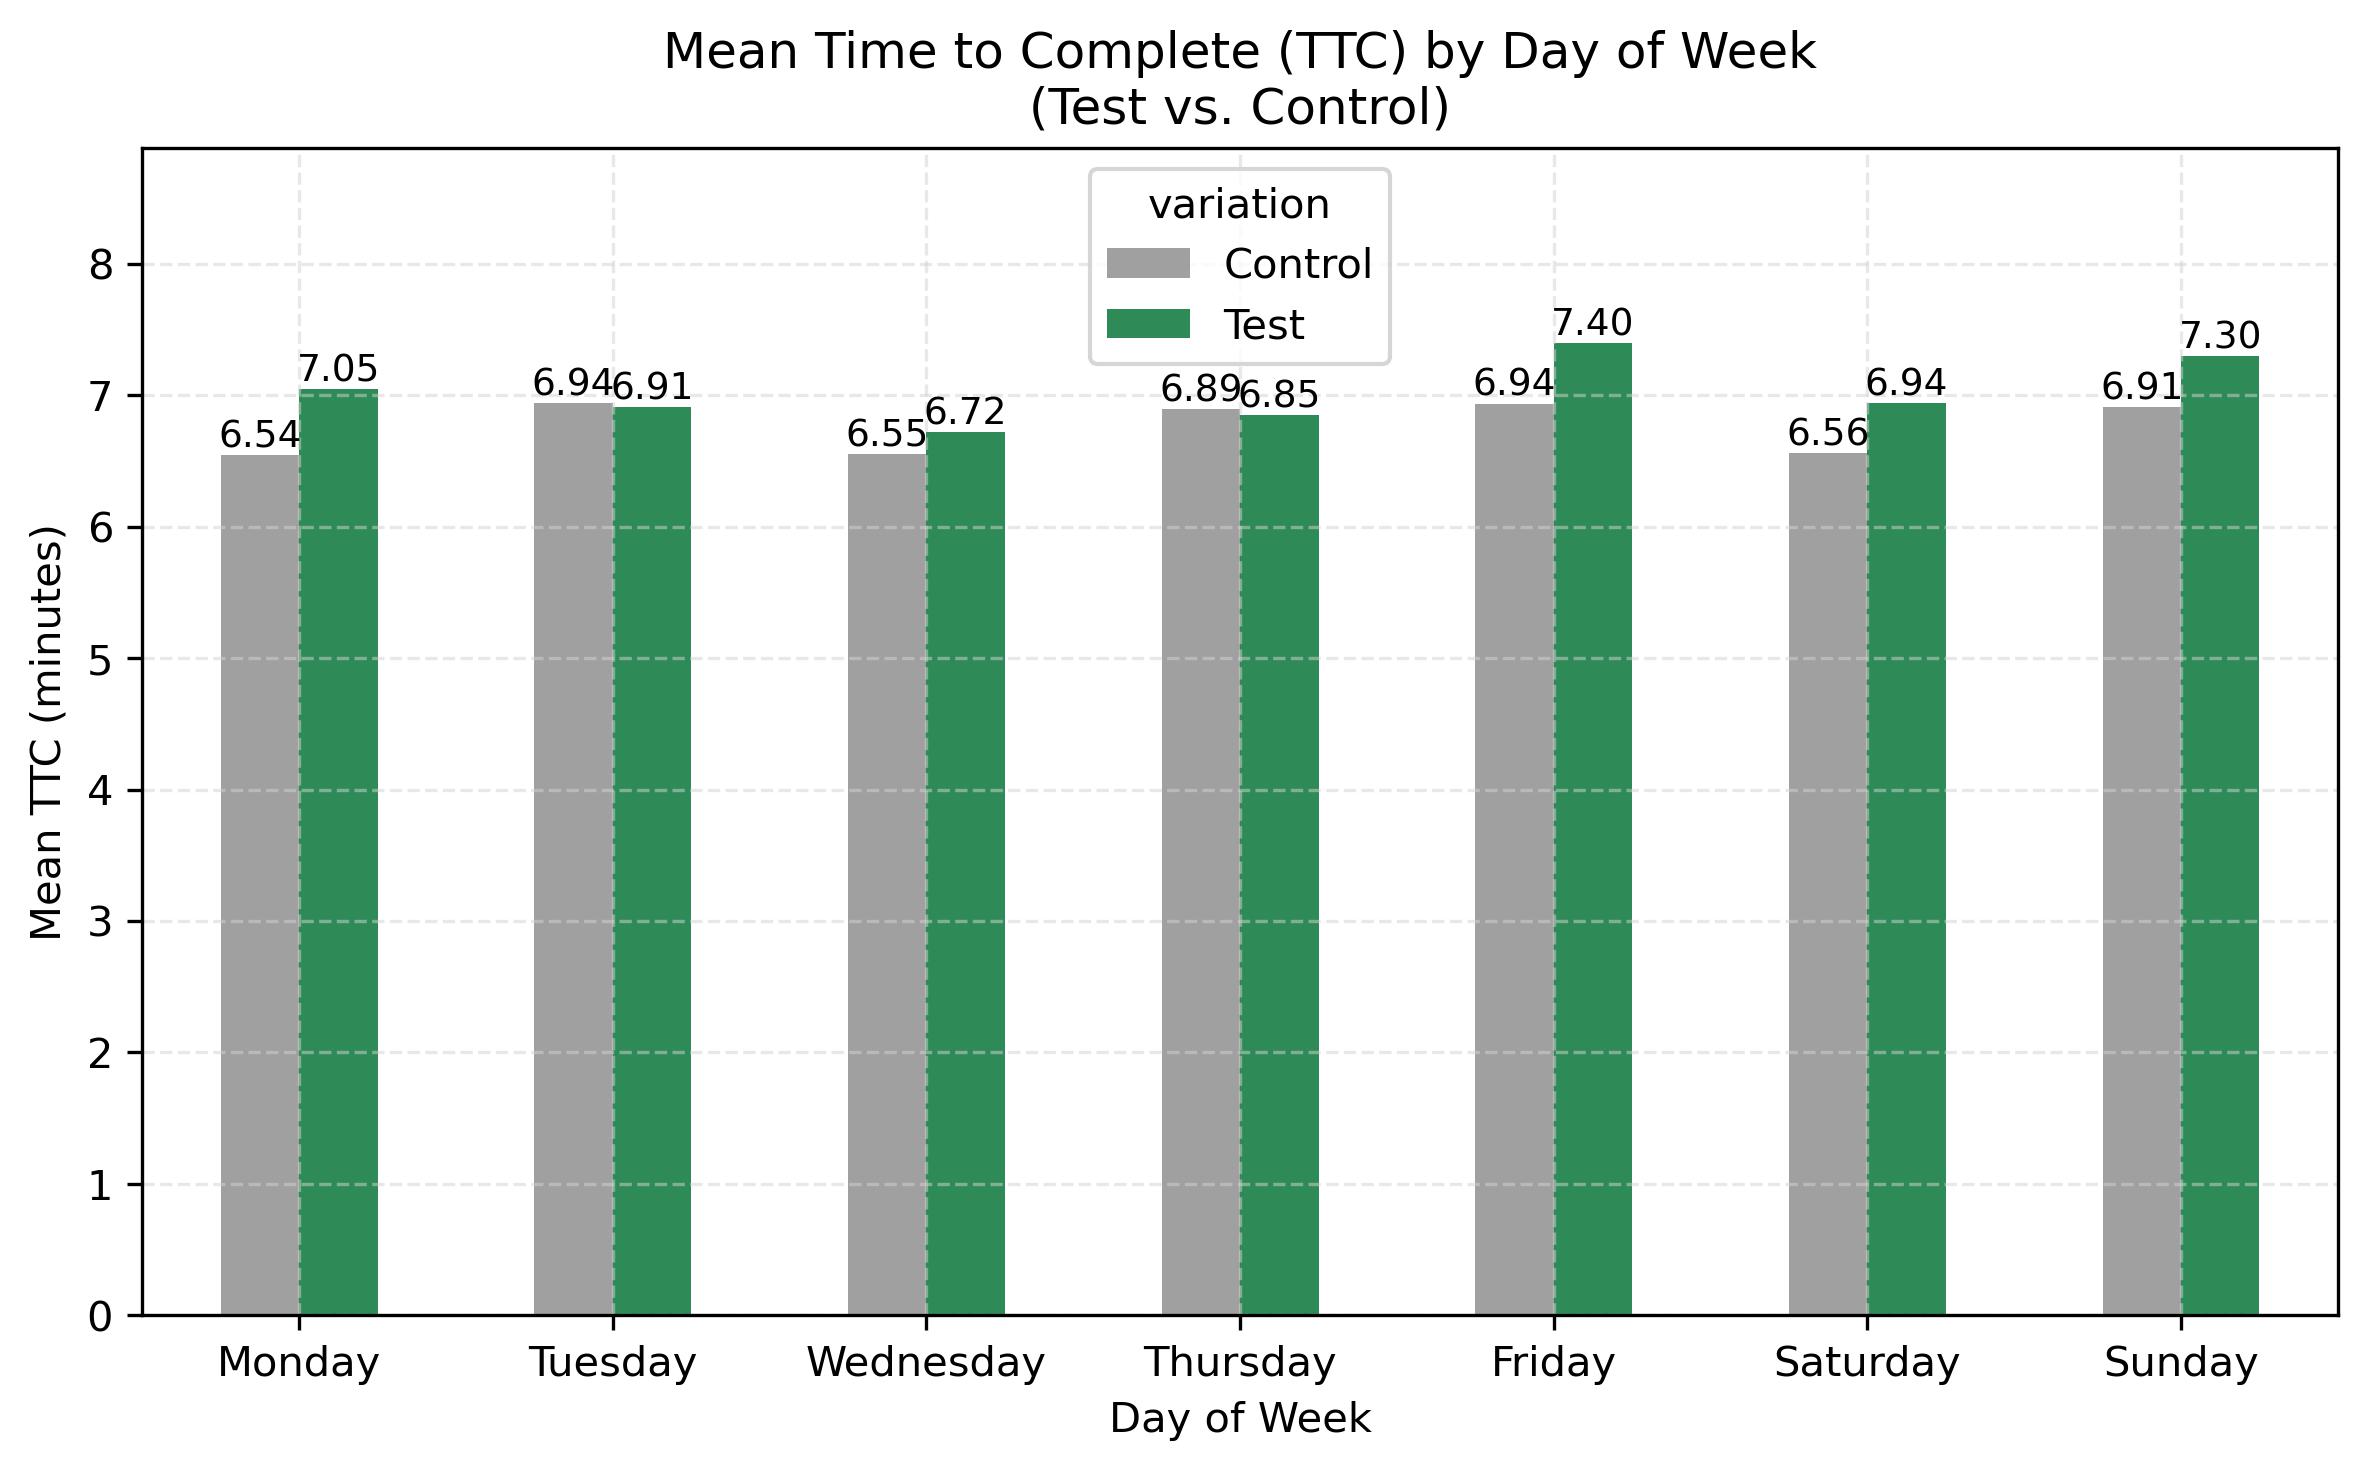 Mean Time to Complete (TTC) by Day of Week
(Test vs. Control)
variation
Control
Test
Mean TTC (minutes)
8
7
6
5
4
3
2
1
0
6.54
7.05
6.94
6.91
6.55
6.72
6.89
6.85
6.94
7.40
6.56
6.94
6.91
7.30
Monday
Tuesday
Wednesday
Thursday
Friday
Saturday
Sunday
Day of Week